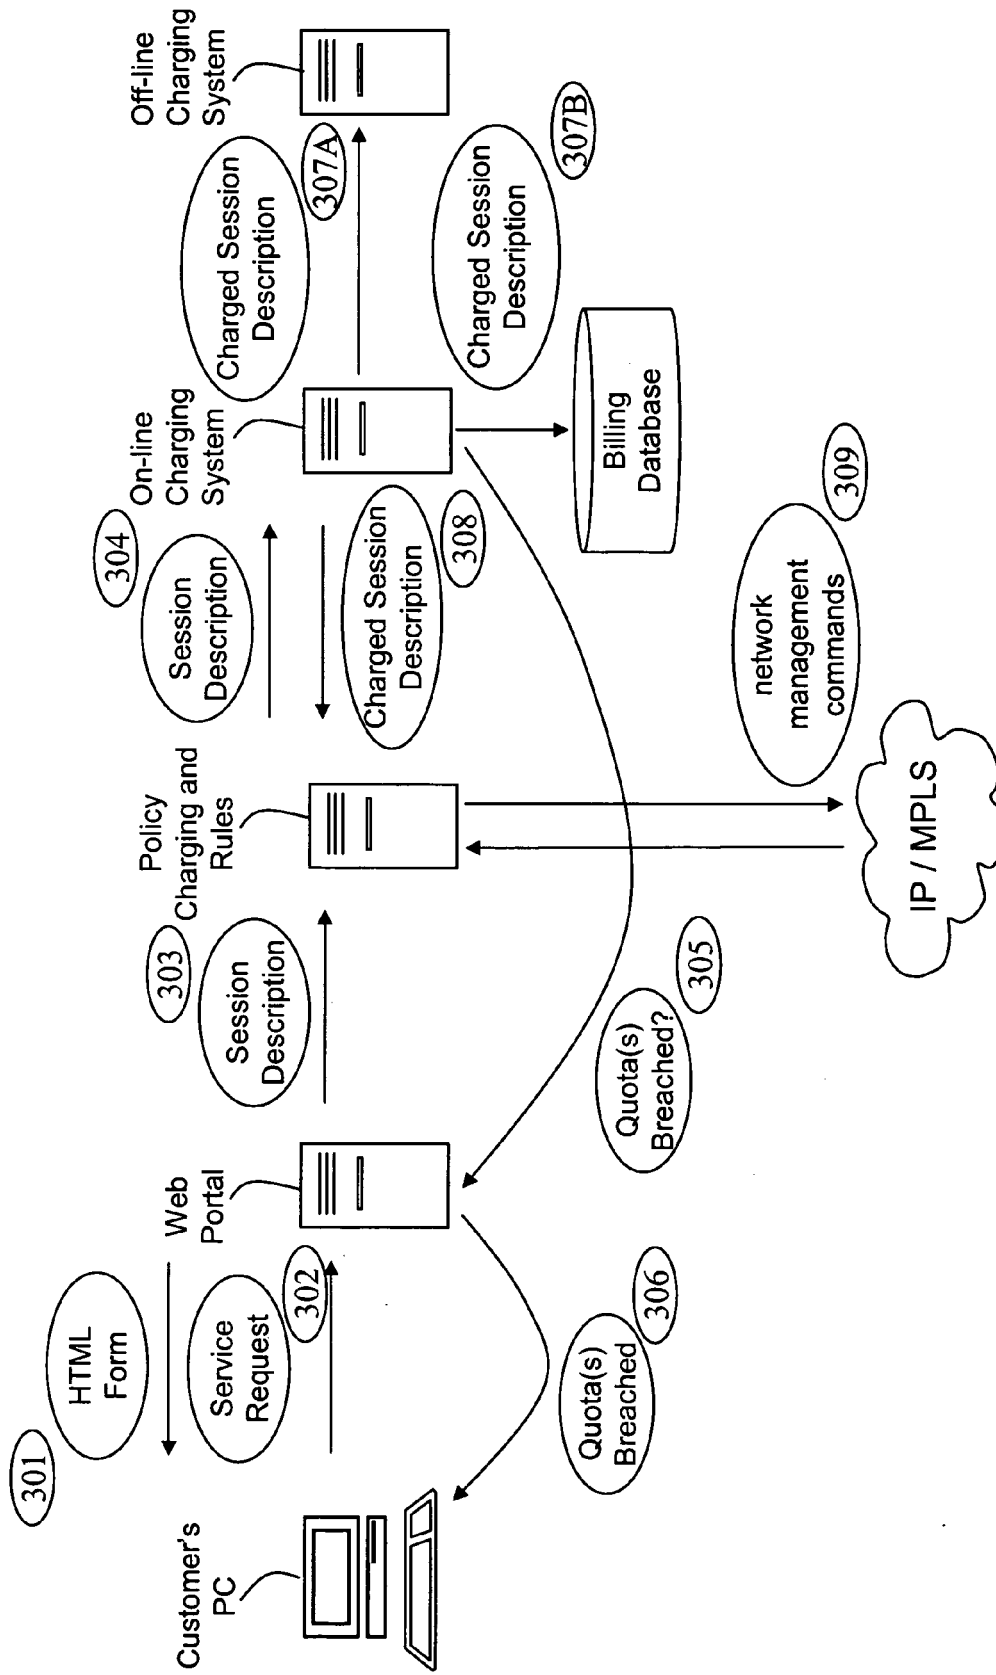 301
HTML
Form
Customer's
PC
Service
Request
302
Web
Portal
Quota(s)
Breached
306
303
Session
Description
Policy
Charging and
Rules
Quota(s)
Breached?
305
304
Session
Description
On-line
Charging
System
Charged Session
Description
308
IP / MPLS
network
management
commands
309
Billing
Database
Charged Session
Description
307A
Off-line
Charging
System
Charged Session
Description
307B